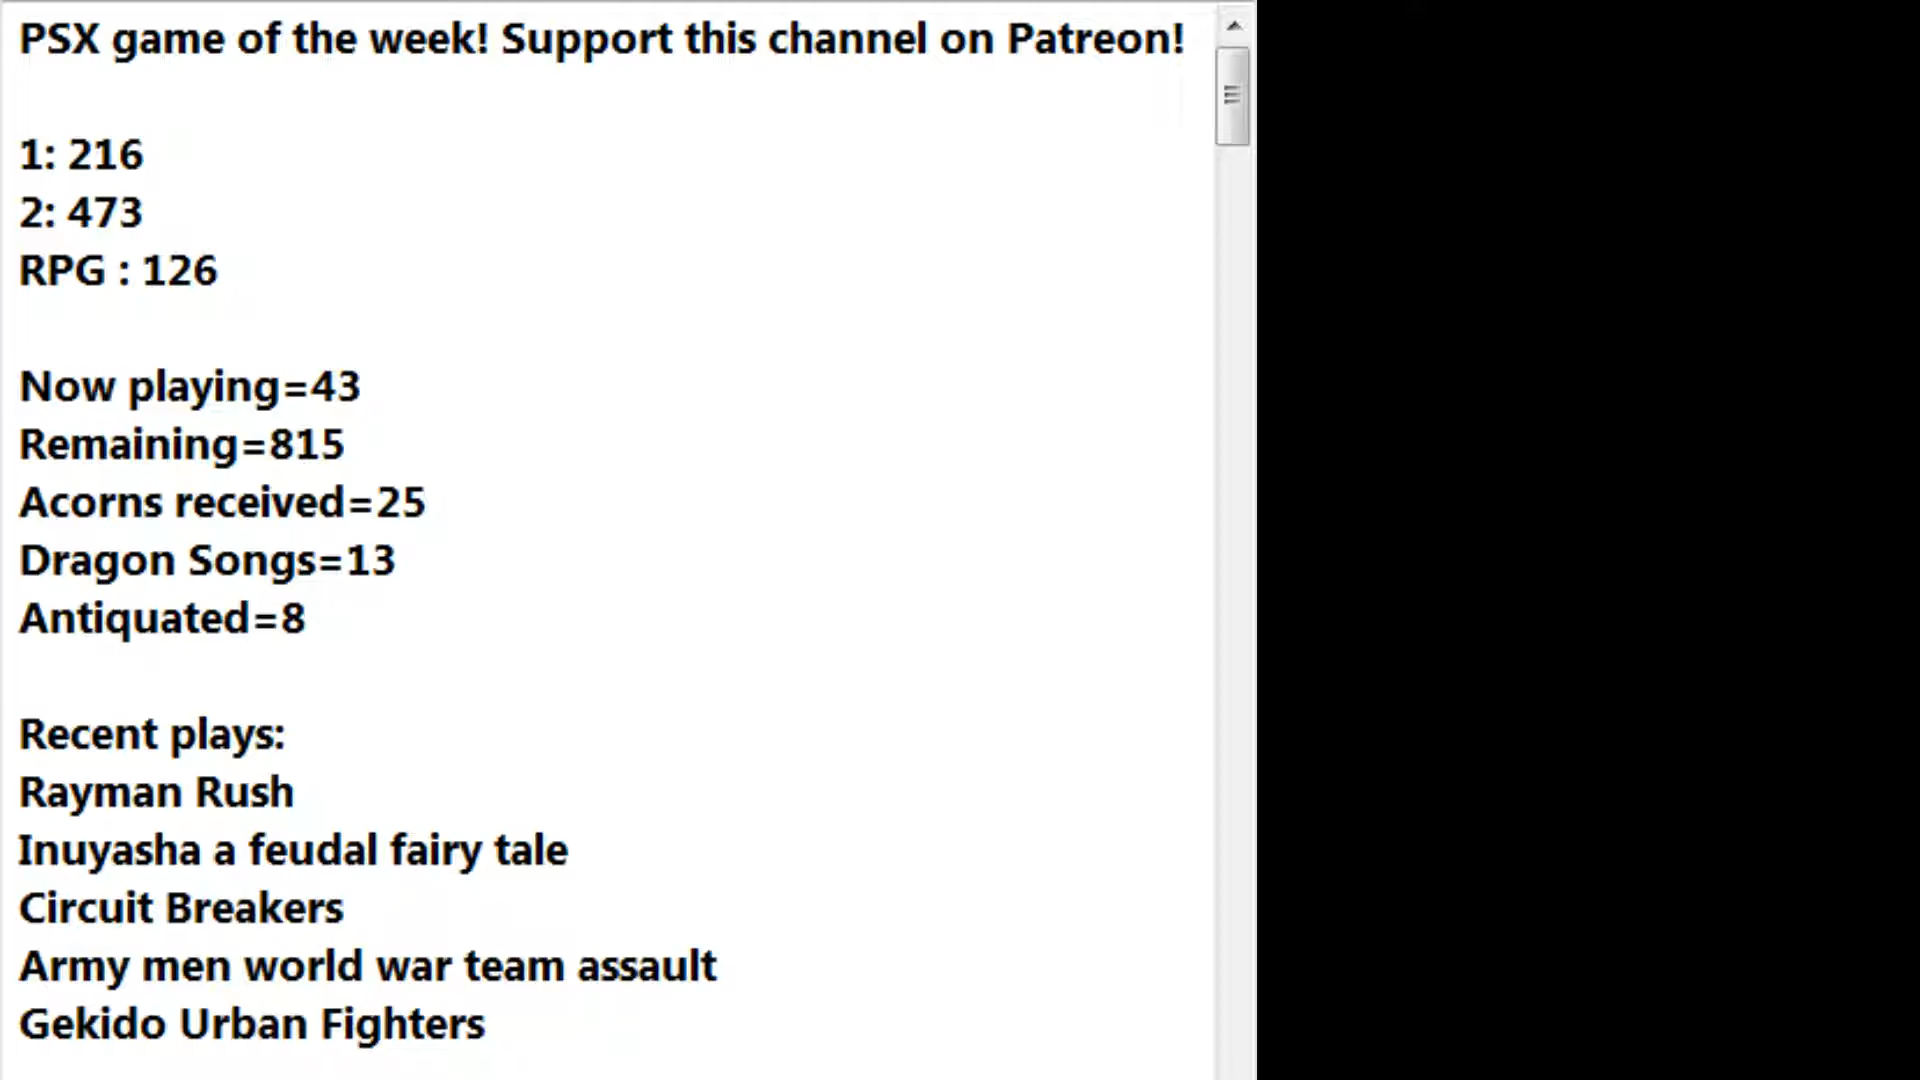 PSX game of the week! Support this channel on Patreon!
1: 216
2: 473
RPG : 126
Now playing=43
Remaining=815
Acorns received=25
Dragon Songs=13
Antiquated=8
Recent plays:
Rayman Rush
Inuyasha a feudal fairy tale
Circuit Breakers
Army men world war team assault
Gekido Urban Fighters